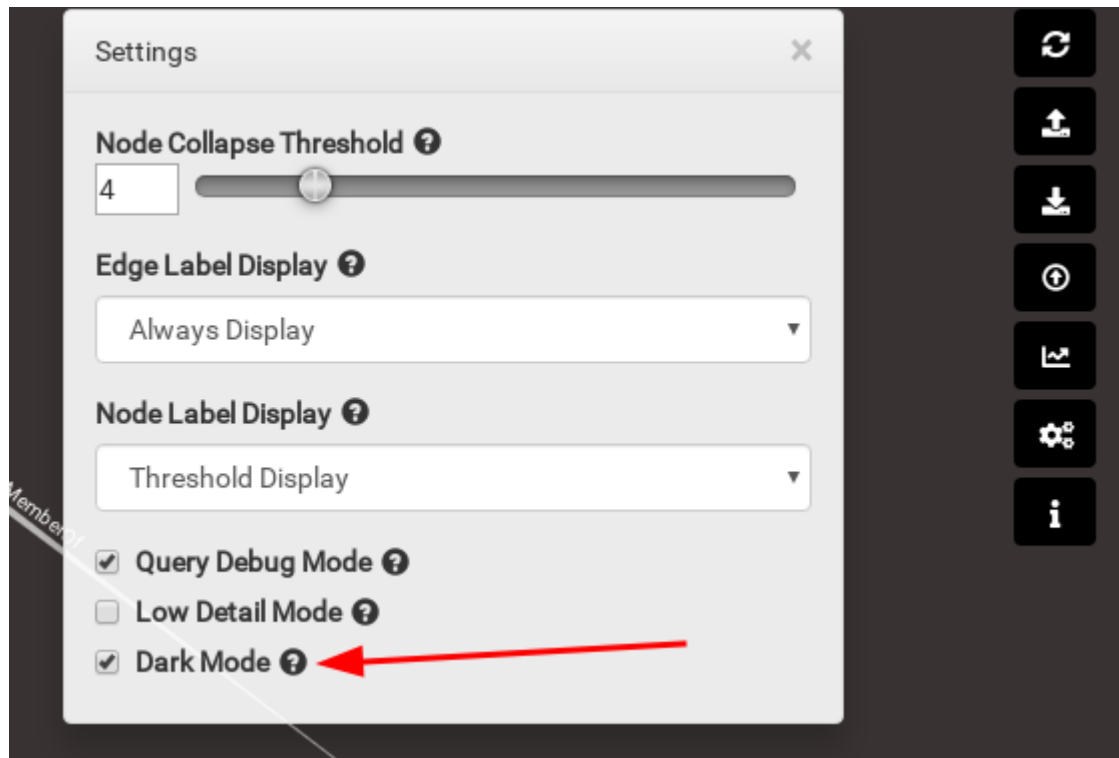 Settings
Node Collapse Threshold
4
Edge Label Display
Always Display
Node Label Display
Threshold Display
MemberOf
Query Debug Mode
Low Detail Mode
Dark Mode